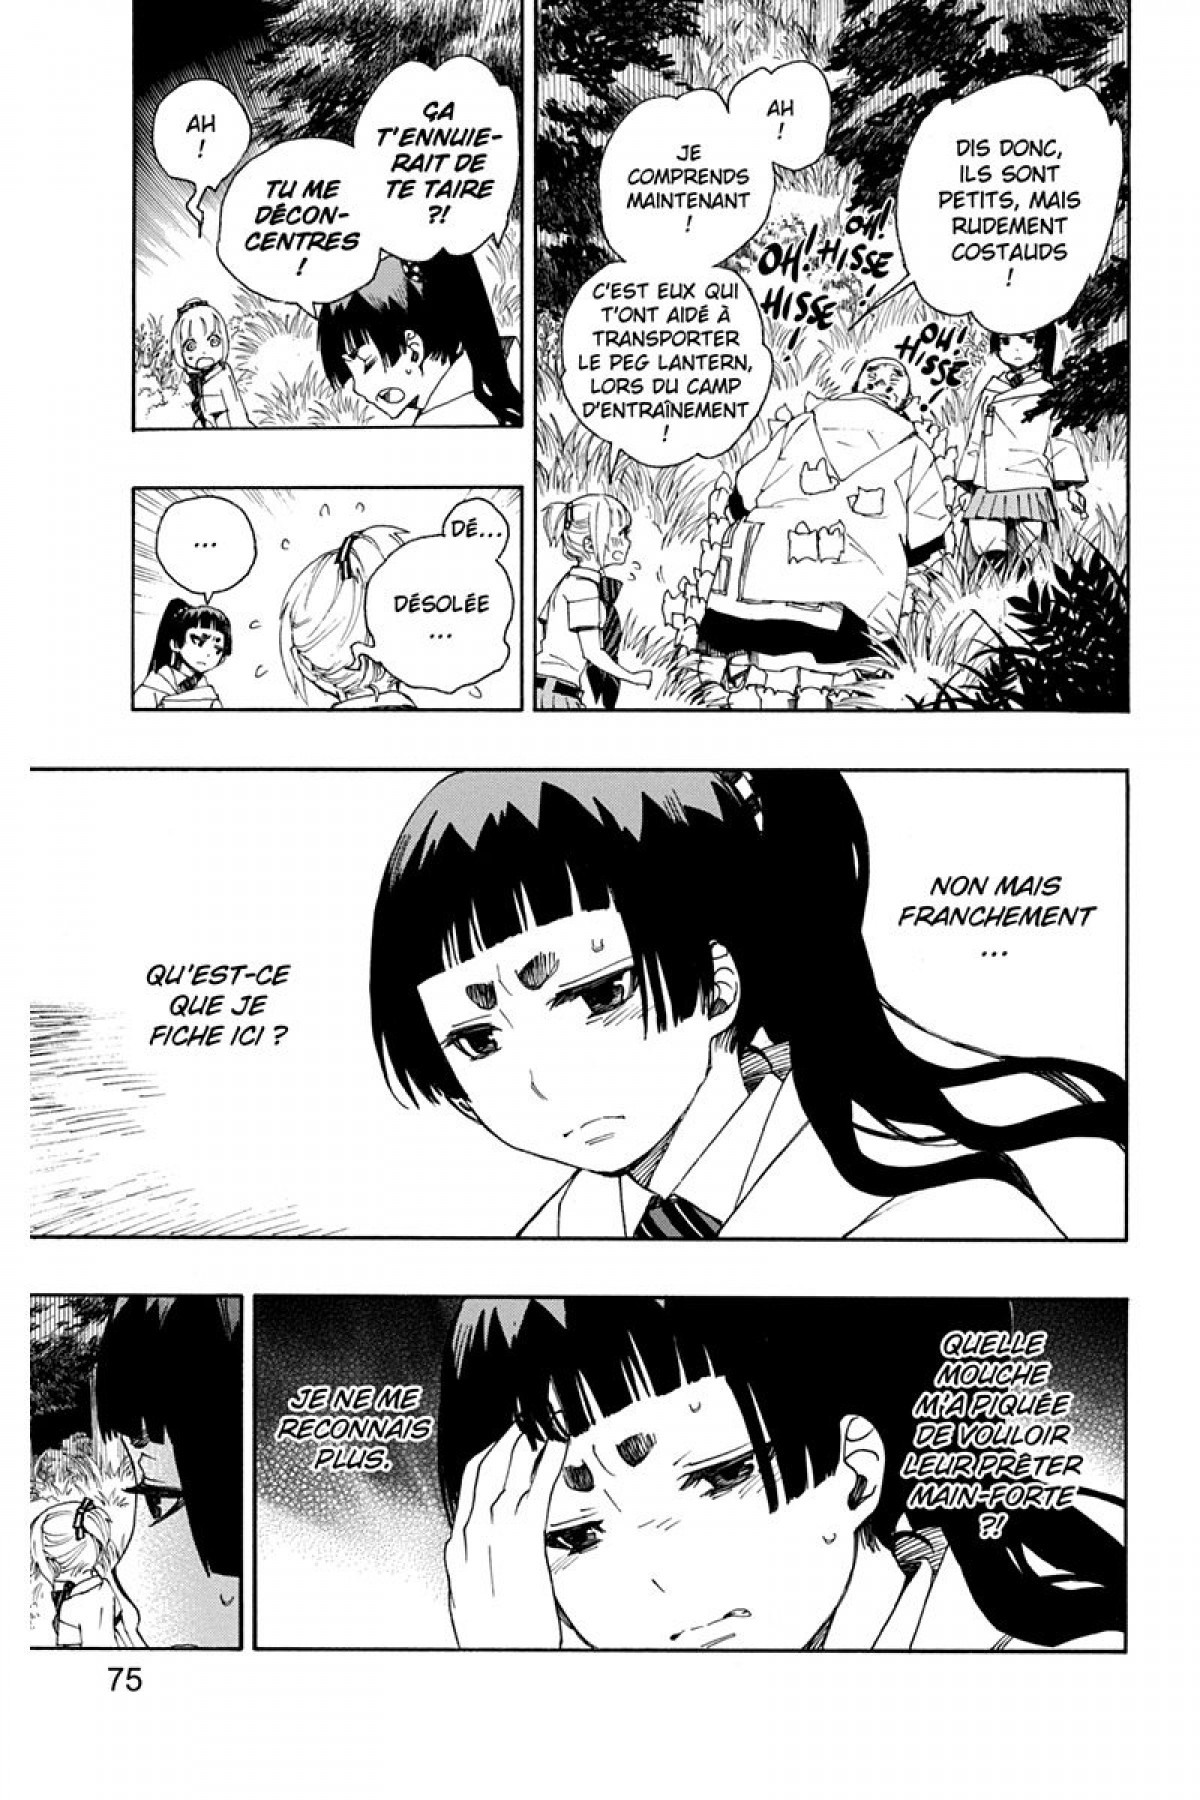 DIS DONC,
ILS SONT
PETITS, MAIS
RUDEMENT
COSTAUDS
!
OH!
HISSE
!
OH!
HISSE
!
OH!
HISSE
!
AH
!
JE
COMPRENDS
MAINTENANT
!
C'EST EUX QUI
T'ONT AIDÉ À
TRANSPORTER
LE PEG LANTERN,
LORS DU CAMP
D'ENTRAÎNEMENT
!
ÇA
T'ENNUIE-
RAIT DE
TE TAIRE
?!
TU ME
DÉCON-
CENTRES
!
AH
!
DÉ...
DÉSOLÉE
...
...
NON MAIS
FRANCHEMENT
...
QU'EST-CE
QUE JE
FICHE ICI ?
QUELLE
MOUCHE
M'A PIQUÉE
DE VOULOIR
LEUR PRÊTER
MAIN-FORTE
?!
JE NE ME
RECONNAIS
PLUS.
75